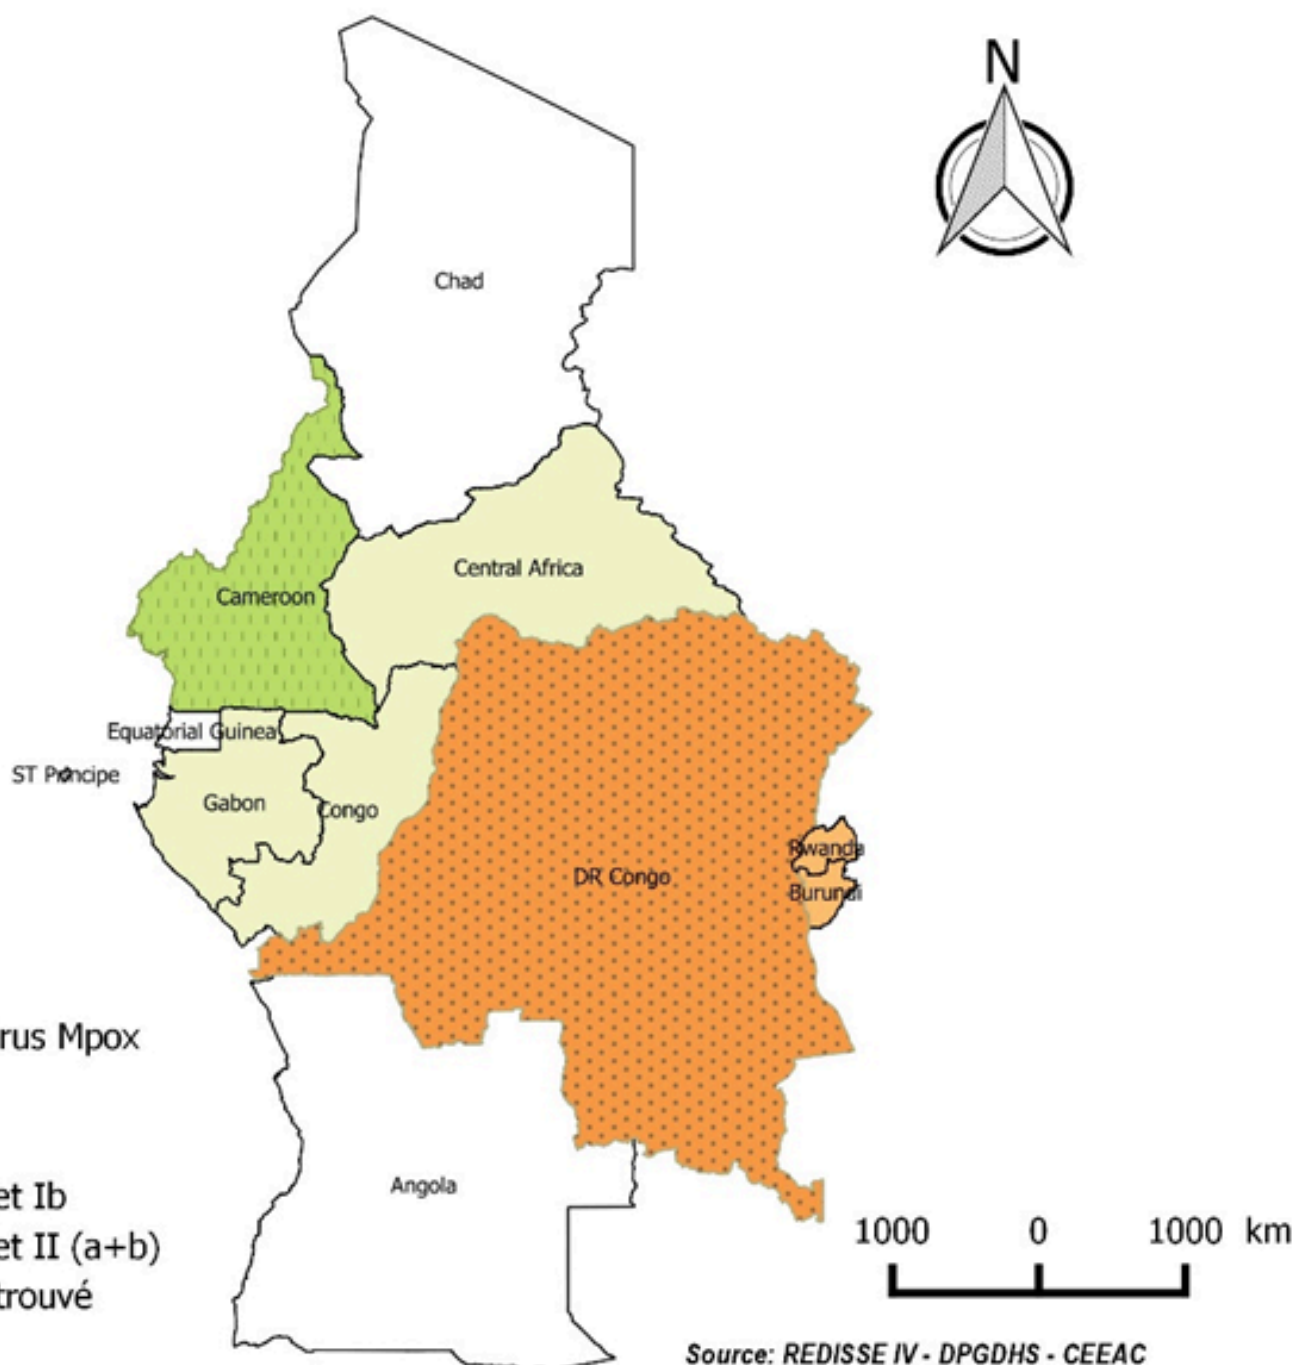 N
Chad
Central Africa
Cameroon
Equatorial Guinea
ST Principe
Gabon
Congo
Rwanda
DR Congo
Burundi
rus Mpox
Angola
et Ib
et II (a+b)
trouvé
1000 0 1000 km
Source: REDISSE IV - DPGDHS - CEEAC